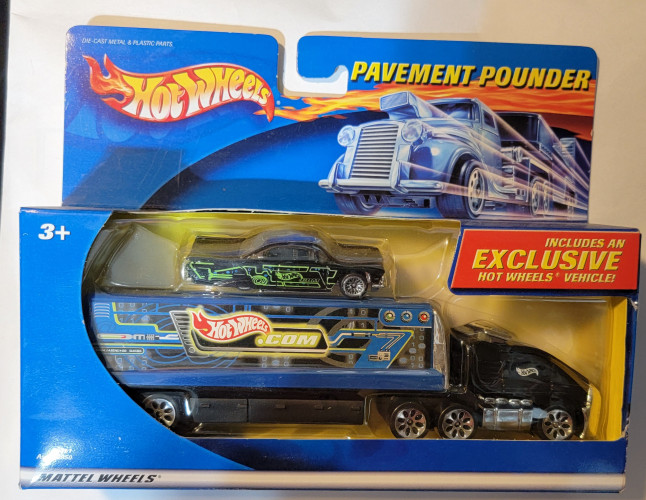 DIE-CAST METAL & PLASTIC PARTS
HOT WHEELS
PAVEMENT POUNDER
3+
INCLUDES AN
EXCLUSIVE
HOT WHEELS® VEHICLE!
HOT WHEELS
.COM
7
MATTEL WHEELS®